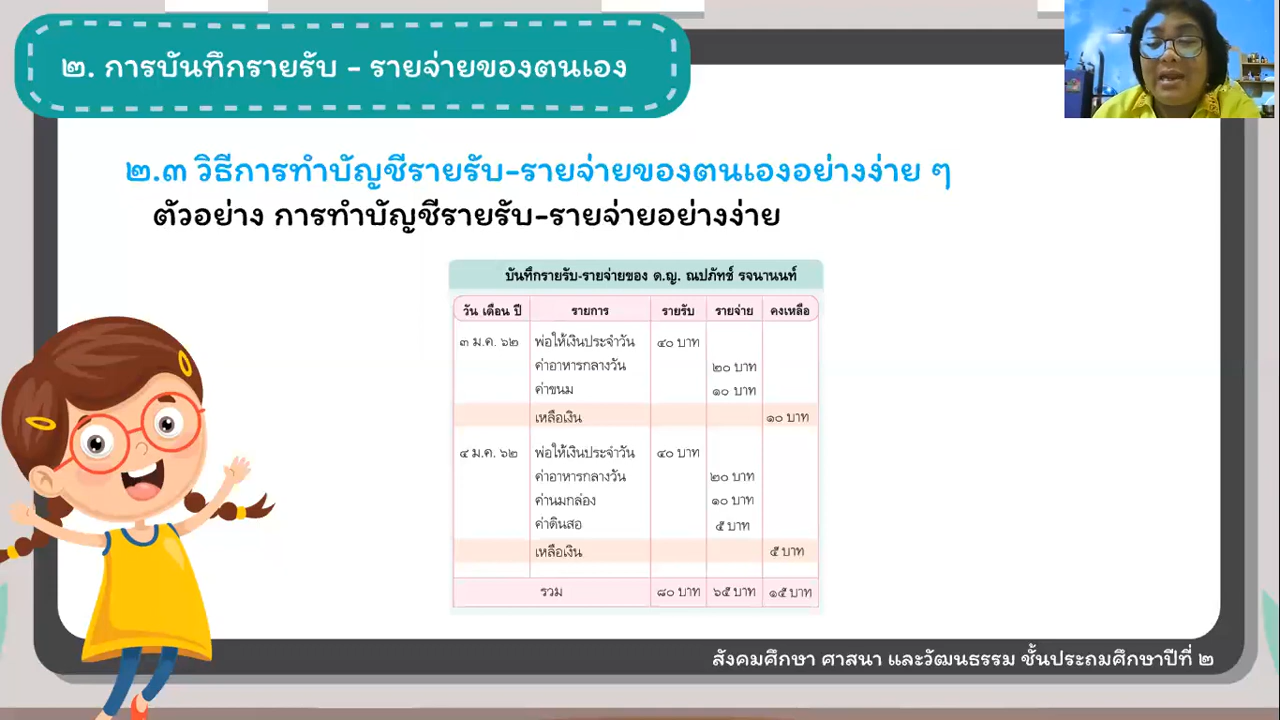 ๒. การบันทึกรายรับ - รายจ่ายของตนเอง
๒.๓ วิธีการทำบัญชีรายรับ-รายจ่ายของตนเองอย่างง่าย ๆ
ตัวอย่าง การทำบัญชีรายรับ-รายจ่ายอย่างง่าย
บันทึกรายรับ-รายจ่ายของ ด.ญ. ณปภัทช์ รจนานนท์
วัน เดือน ปี รายการ รายรับ รายจ่าย คงเหลือ
๓ ม.ค. ๖๒ พ่อให้เงินประจำวัน ๔๐ บาท
ค่าอาหารกลางวัน ๒๐ บาท
ค่าขนม ๑๐ บาท
เหลือเงิน ๑๐ บาท
๔ ม.ค. ๖๒ พ่อให้เงินประจำวัน ๔๐ บาท
ค่าอาหารกลางวัน ๒๐ บาท
ค่านมกล่อง ๑๐ บาท
ค่าดินสอ ๕ บาท
เหลือเงิน ๕ บาท
รวม ๘๐ บาท ๖๕ บาท ๑๕ บาท
สังคมศึกษา ศาสนา และวัฒนธรรม ชั้นประถมศึกษาปีที่ ๒